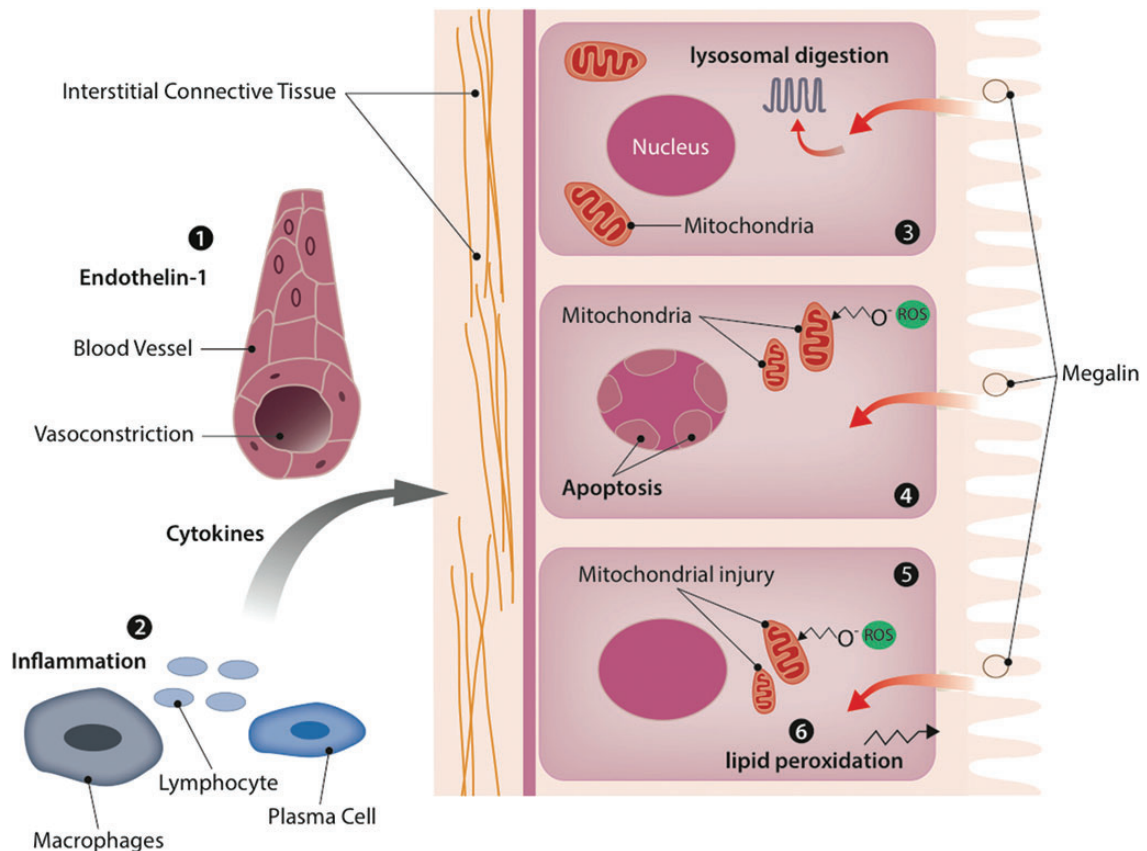 Interstitial Connective Tissue
lysosomal digestion
Nucleus
Mitochondria
3
1
Endothelin-1
Blood Vessel
Vasoconstriction
Mitochondria
O⁻ ROS
Megalin
Apoptosis
4
Cytokines
Mitochondrial injury
5
O⁻ ROS
2
Inflammation
6
lipid peroxidation
Lymphocyte
Plasma Cell
Macrophages